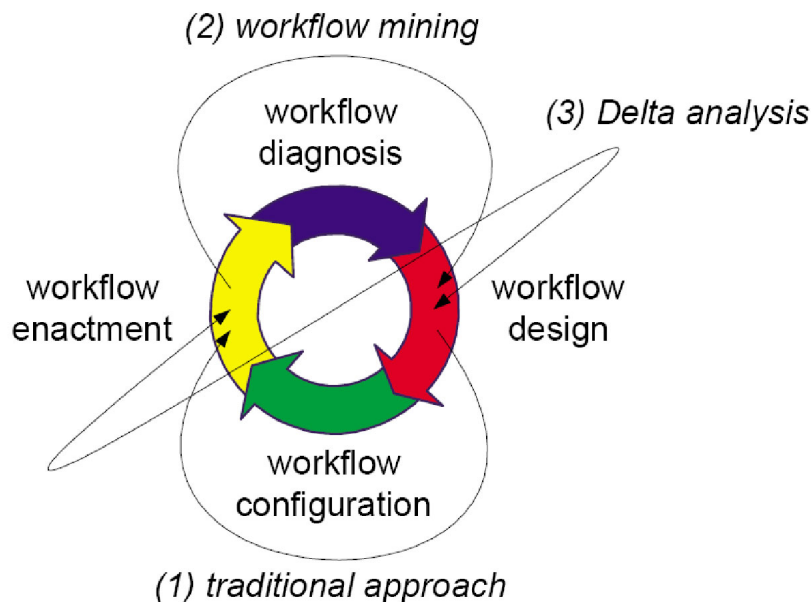 (2) workflow mining
workflow
diagnosis
(3) Delta analysis
workflow
enactment
workflow
design
workflow
configuration
(1) traditional approach